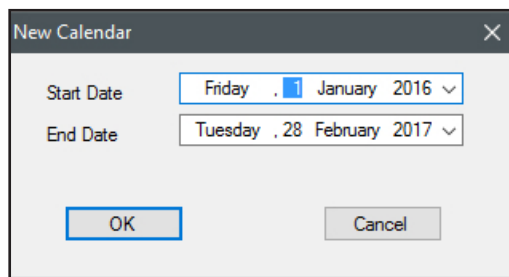 New Calendar
Start Date Friday , 1 January 2016
End Date Tuesday , 28 February 2017
OK Cancel